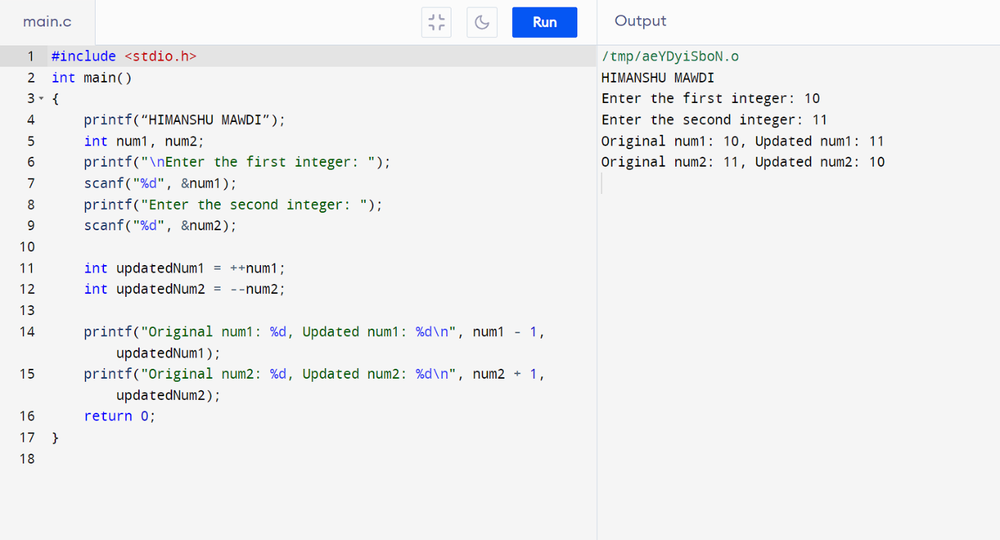 main.c
Run
Output
1 #include <stdio.h>
2 int main()
3 {
4     printf(“HIMANSHU MAWDI”);
5     int num1, num2;
6     printf("\nEnter the first integer: ");
7     scanf("%d", &num1);
8     printf("Enter the second integer: ");
9     scanf("%d", &num2);
10
11     int updatedNum1 = ++num1;
12     int updatedNum2 = --num2;
13
14     printf("Original num1: %d, Updated num1: %d\n", num1 - 1,
        updatedNum1);
15     printf("Original num2: %d, Updated num2: %d\n", num2 + 1,
        updatedNum2);
16     return 0;
17 }
18
/tmp/aeYDyiSboN.o
HIMANSHU MAWDI
Enter the first integer: 10
Enter the second integer: 11
Original num1: 10, Updated num1: 11
Original num2: 11, Updated num2: 10